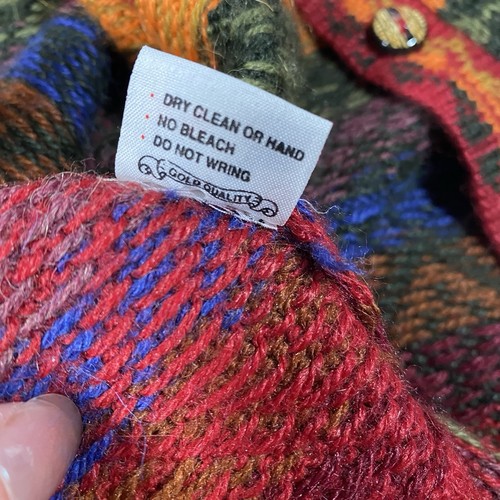 • DRY CLEAN OR HAND
• NO BLEACH
• DO NOT WRING
GOLD QUALITY